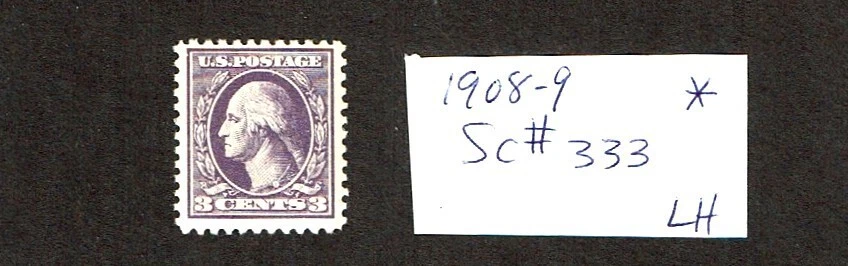 U.S. POSTAGE
3 CENTS 3
1908-9 *
Sc# 333
LH